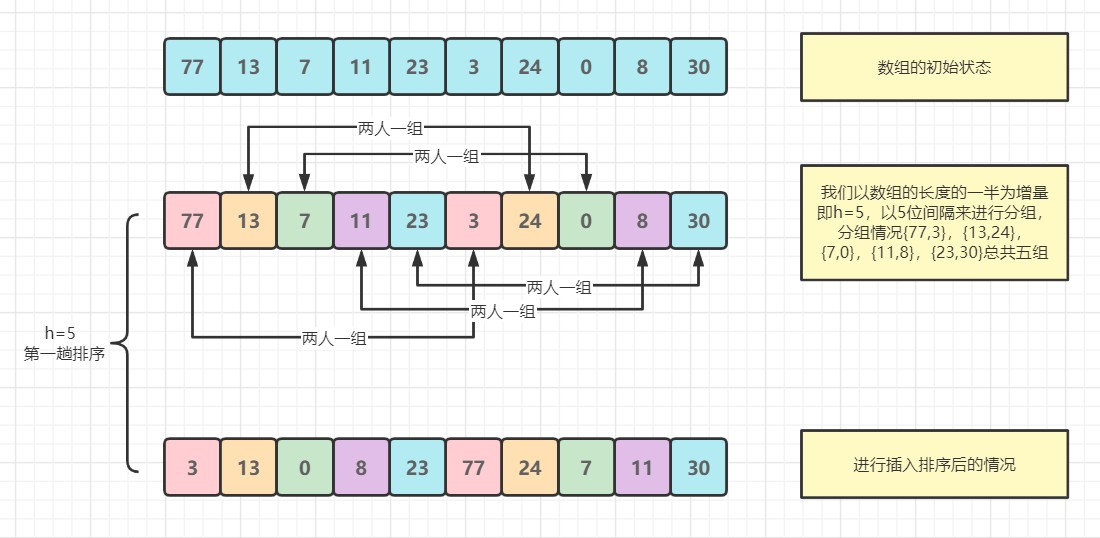 77 13 7 11 23 3 24 0 8 30
数组的初始状态
两人一组
两人一组
77 13 7 11 23 3 24 0 8 30
我们以数组的长度的一半为增量
即h=5，以5位间隔来进行分组，
分组情况{77,3}，{13,24}，
{7,0}，{11,8}，{23,30}总共五组
两人一组
两人一组
两人一组
h=5
第一趟排序
3 13 0 8 23 77 24 7 11 30
进行插入排序后的情况